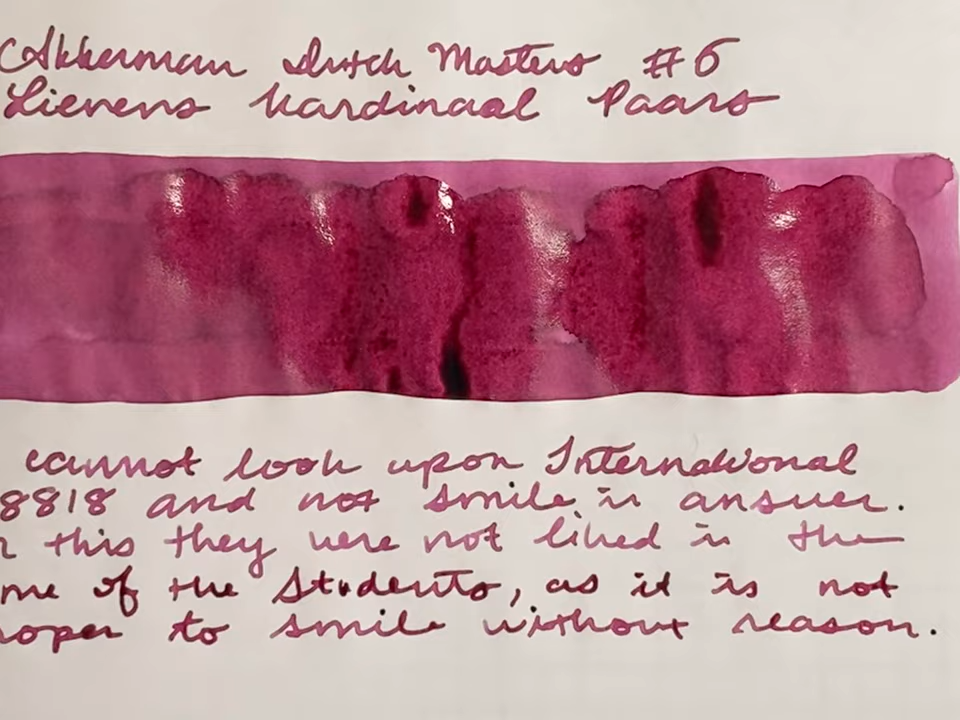 Akkerman Dutch Masters #6
Lievens Kardinaal Paars
cannot look upon International
8818 and not smile in answer.
this they were not liked in the
me of the Students, as it is not
roper to smile without reason.